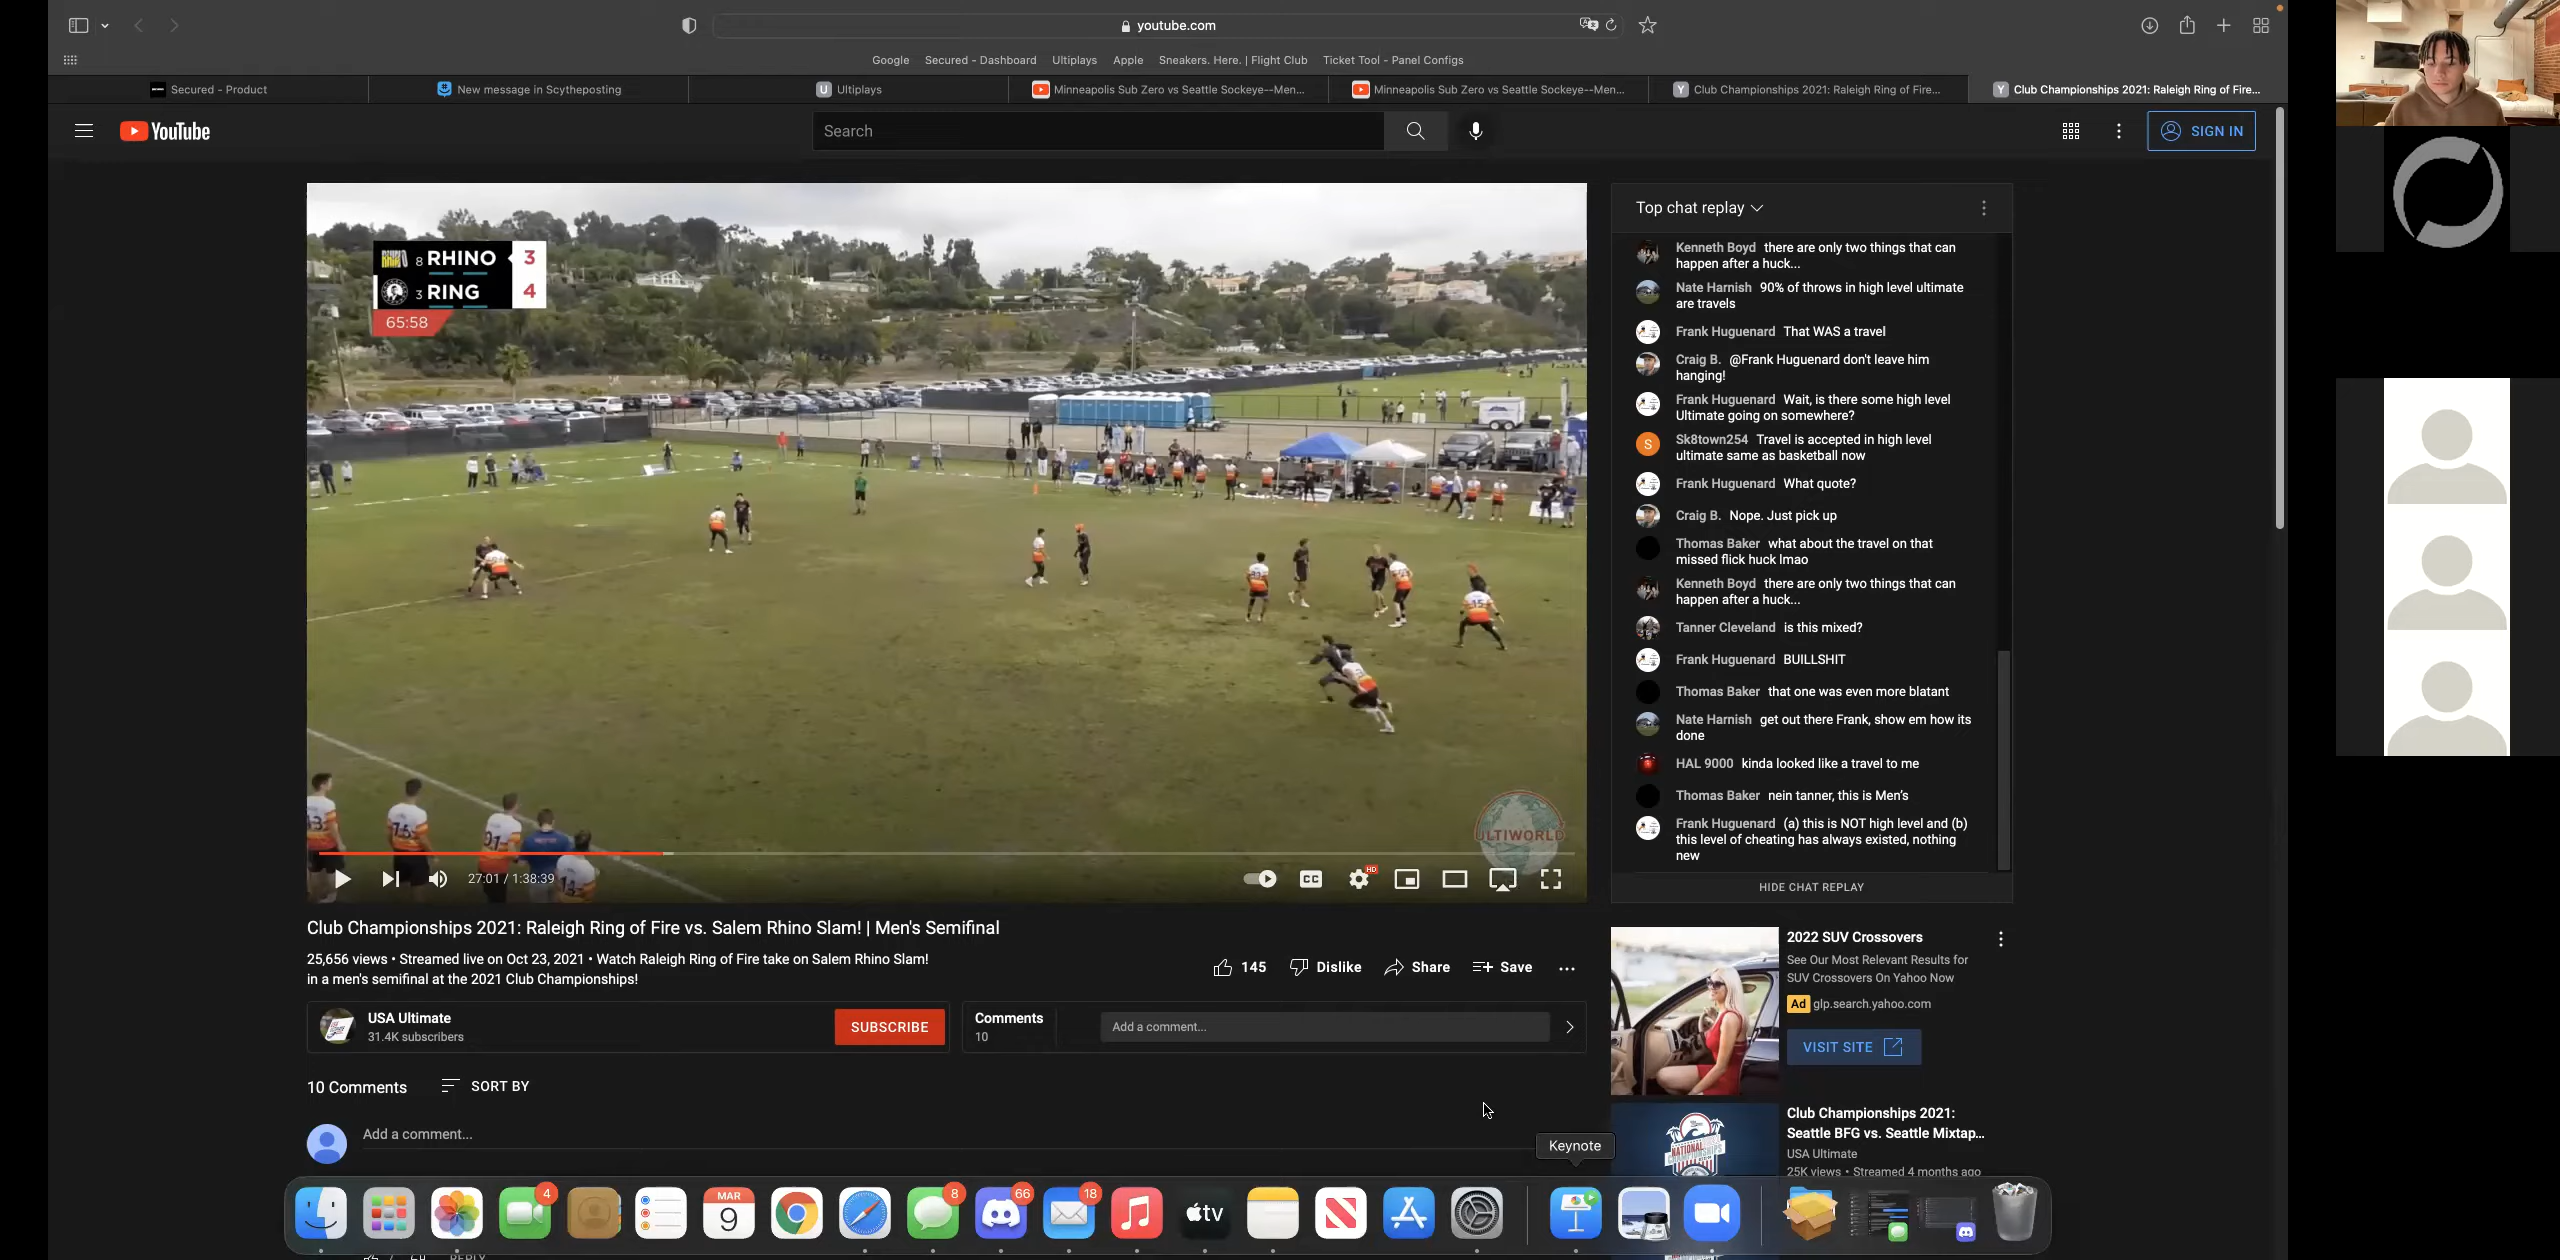 youtube.com
Google Secured - Dashboard Ultiplays Apple Sneakers. Here. | Flight Club Ticket Tool - Panel Configs
Secured - Product
New message in Scytheposting
U Ultiplays
Minneapolis Sub Zero vs Seattle Sockeye--Men...
Minneapolis Sub Zero vs Seattle Sockeye--Men...
Y Club Championships 2021: Raleigh Ring of Fire...
Y Club Championships 2021: Raleigh Ring of Fire...
YouTube
Search
SIGN IN
8 RHINO 3
3 RING 4
65:58
ULTIWORLD
27:01 / 1:38:39
CC
HD
Top chat replay
Kenneth Boyd there are only two things that can
happen after a huck...
Nate Harnish 90% of throws in high level ultimate
are travels
Frank Huguenard That WAS a travel
Craig B. @Frank Huguenard don't leave him
hanging!
Frank Huguenard Wait, is there some high level
Ultimate going on somewhere?
S Sk8town254 Travel is accepted in high level
ultimate same as basketball now
Frank Huguenard What quote?
Craig B. Nope. Just pick up
Thomas Baker what about the travel on that
missed flick huck lmao
Kenneth Boyd there are only two things that can
happen after a huck...
Tanner Cleveland is this mixed?
Frank Huguenard BUILLSHIT
Thomas Baker that one was even more blatant
Nate Harnish get out there Frank, show em how its
done
HAL 9000 kinda looked like a travel to me
Thomas Baker nein tanner, this is Men's
Frank Huguenard (a) this is NOT high level and (b)
this level of cheating has always existed, nothing
new
HIDE CHAT REPLAY
Club Championships 2021: Raleigh Ring of Fire vs. Salem Rhino Slam! | Men's Semifinal
25,656 views • Streamed live on Oct 23, 2021 • Watch Raleigh Ring of Fire take on Salem Rhino Slam!
in a men's semifinal at the 2021 Club Championships!
145 Dislike Share Save
USA Ultimate
31.4K subscribers
SUBSCRIBE
Comments
10
Add a comment...
10 Comments SORT BY
Add a comment...
2022 SUV Crossovers
See Our Most Relevant Results for
SUV Crossovers On Yahoo Now
Ad glp.search.yahoo.com
VISIT SITE
Club Championships 2021:
Seattle BFG vs. Seattle Mixtap...
USA Ultimate
25K views • Streamed 4 months ago
Keynote
4
MAR
9
8
66
18
tv
REPLY